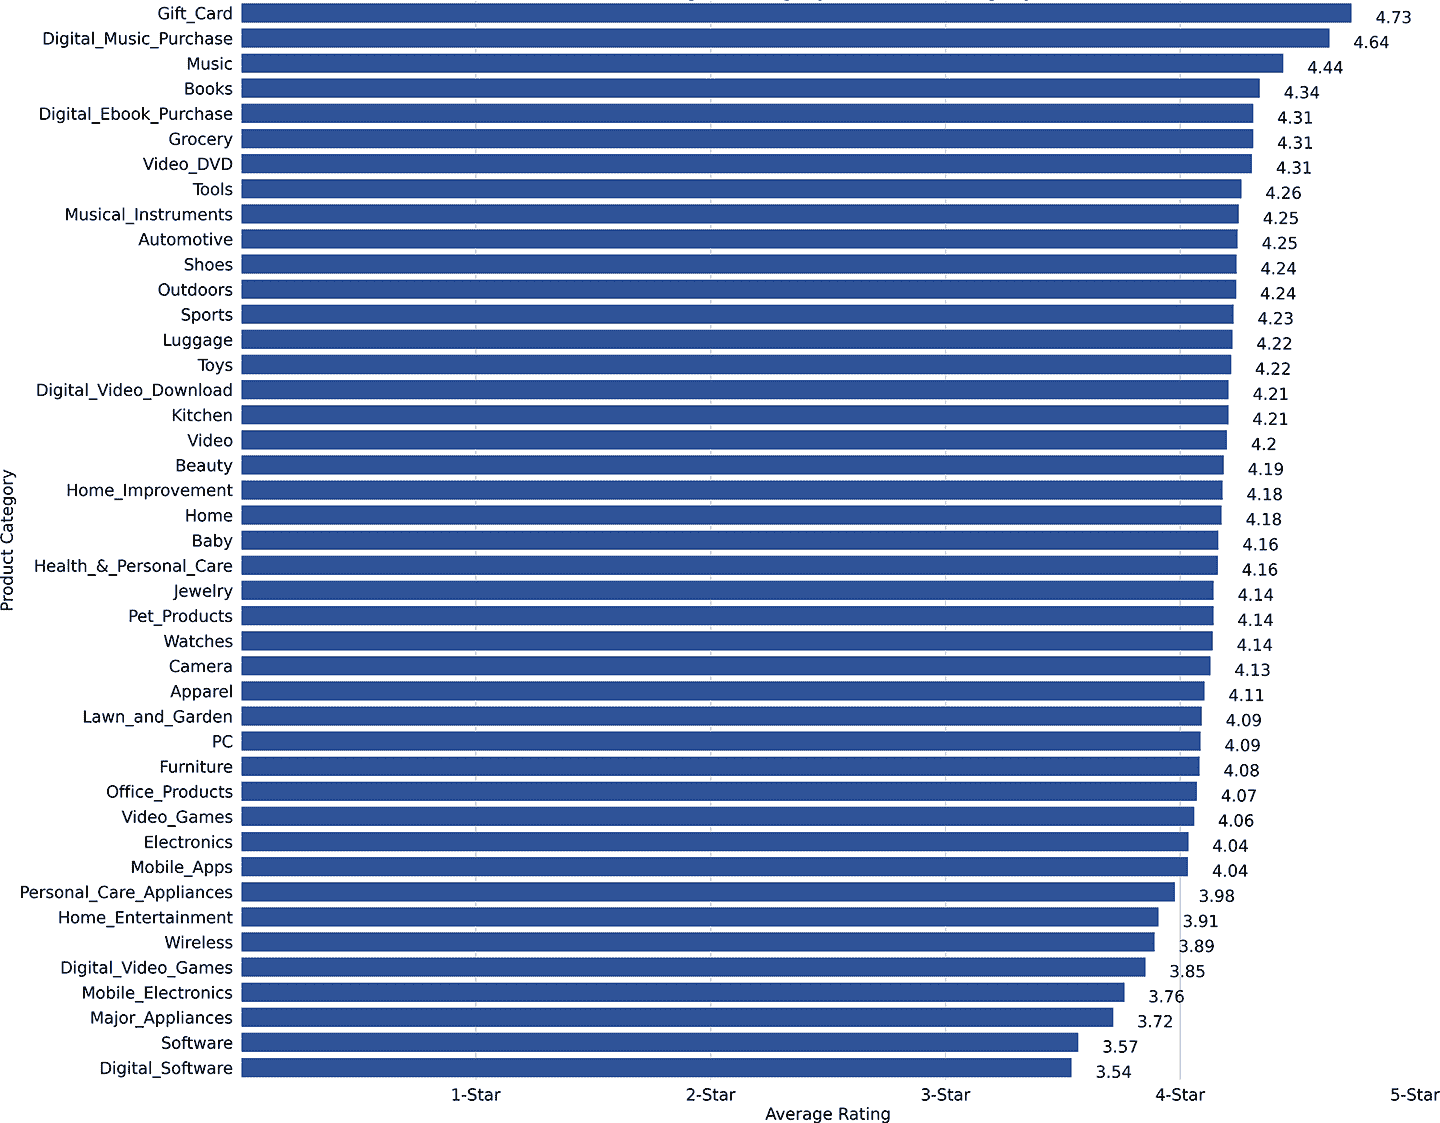 Gift_Card 4.73
Digital_Music_Purchase 4.64
Music 4.44
Books 4.34
Digital_Ebook_Purchase 4.31
Grocery 4.31
Video_DVD 4.31
Tools 4.26
Musical_Instruments 4.25
Automotive 4.25
Shoes 4.24
Outdoors 4.24
Sports 4.23
Luggage 4.22
Toys 4.22
Digital_Video_Download 4.21
Kitchen 4.21
Video 4.2
Beauty 4.19
Home_Improvement 4.18
Home 4.18
Baby 4.16
Health_&_Personal_Care 4.16
Jewelry 4.14
Pet_Products 4.14
Watches 4.14
Camera 4.13
Apparel 4.11
Lawn_and_Garden 4.09
PC 4.09
Furniture 4.08
Office_Products 4.07
Video_Games 4.06
Electronics 4.04
Mobile_Apps 4.04
Personal_Care_Appliances 3.98
Home_Entertainment 3.91
Wireless 3.89
Digital_Video_Games 3.85
Mobile_Electronics 3.76
Major_Appliances 3.72
Software 3.57
Digital_Software 3.54
Product Category
1-Star 2-Star 3-Star 4-Star 5-Star
Average Rating